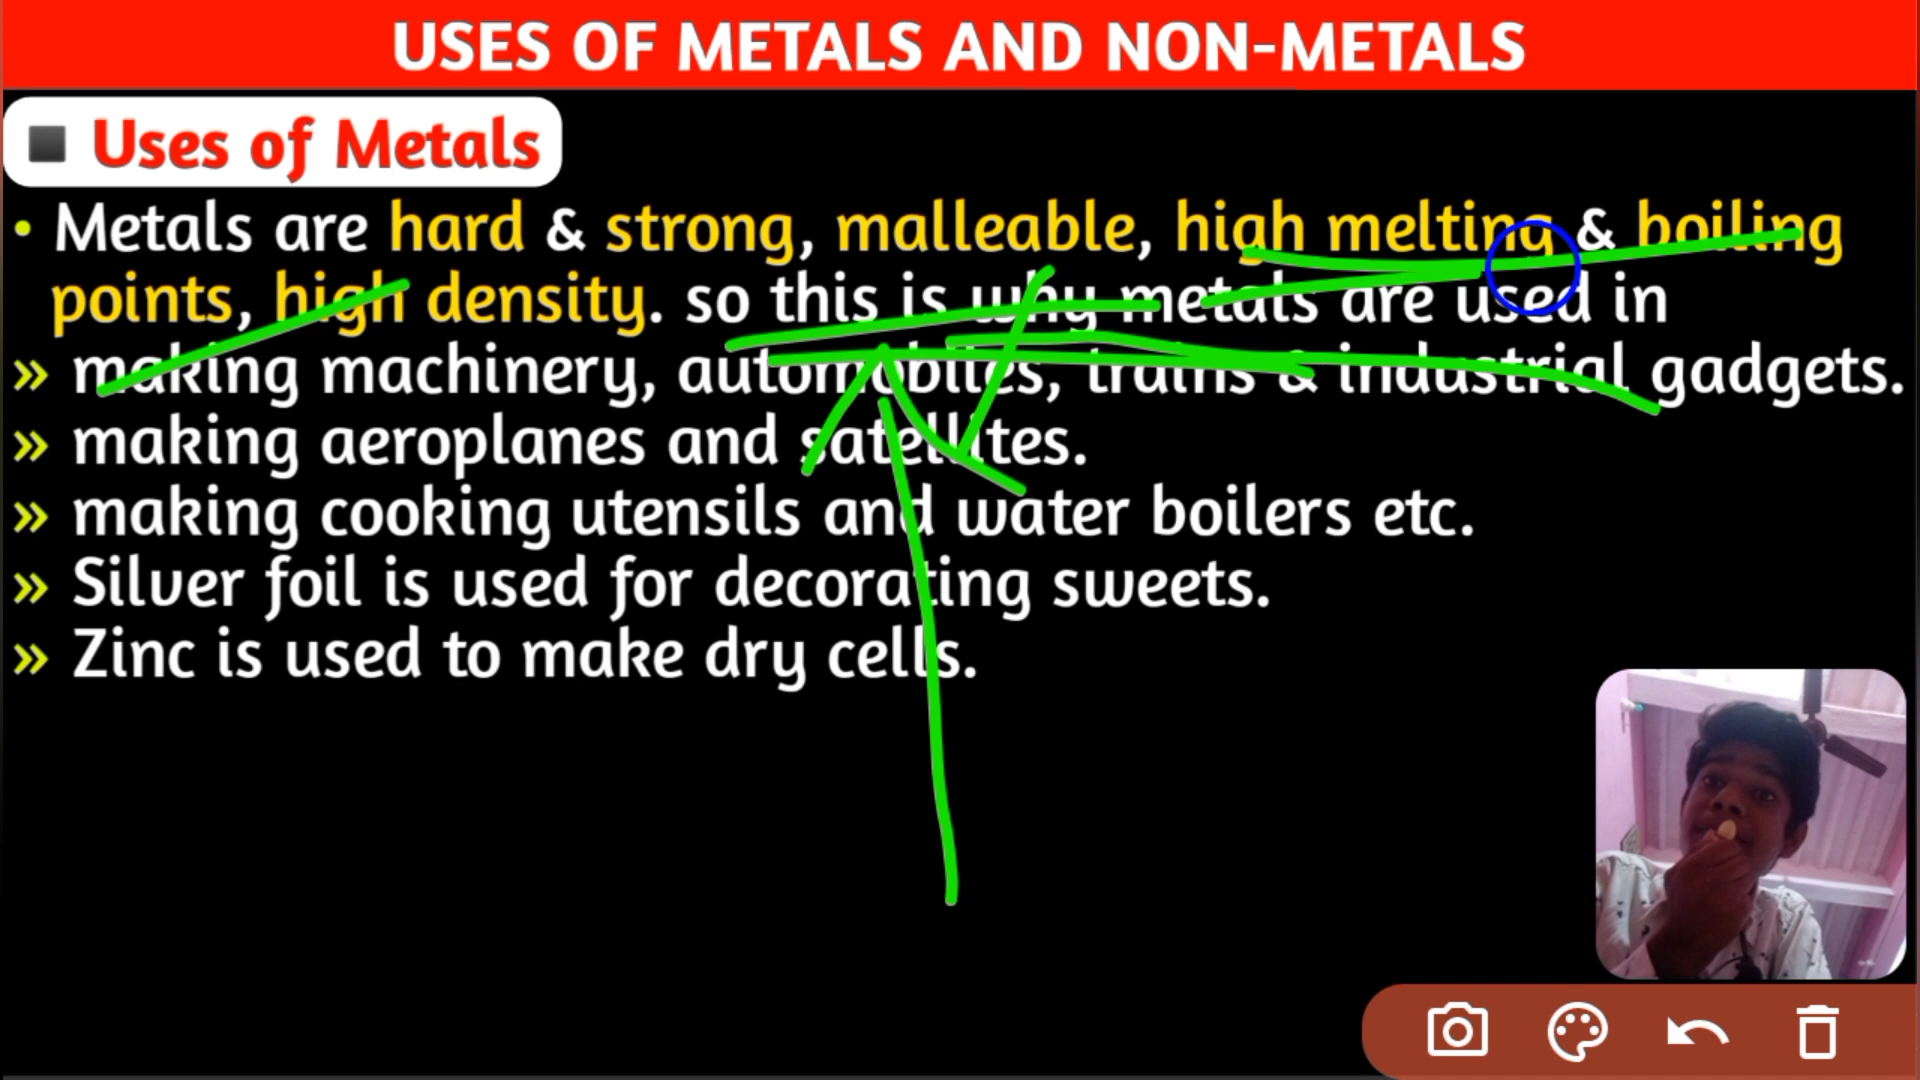 USES OF METALS AND NON-METALS
Uses of Metals
• Metals are hard & strong, malleable, high melting & boiling
points, high density. so this is why metals are used in
» making machinery, automobiles, trains & industrial gadgets.
» making aeroplanes and satellites.
» making cooking utensils and water boilers etc.
» Silver foil is used for decorating sweets.
» Zinc is used to make dry cells.